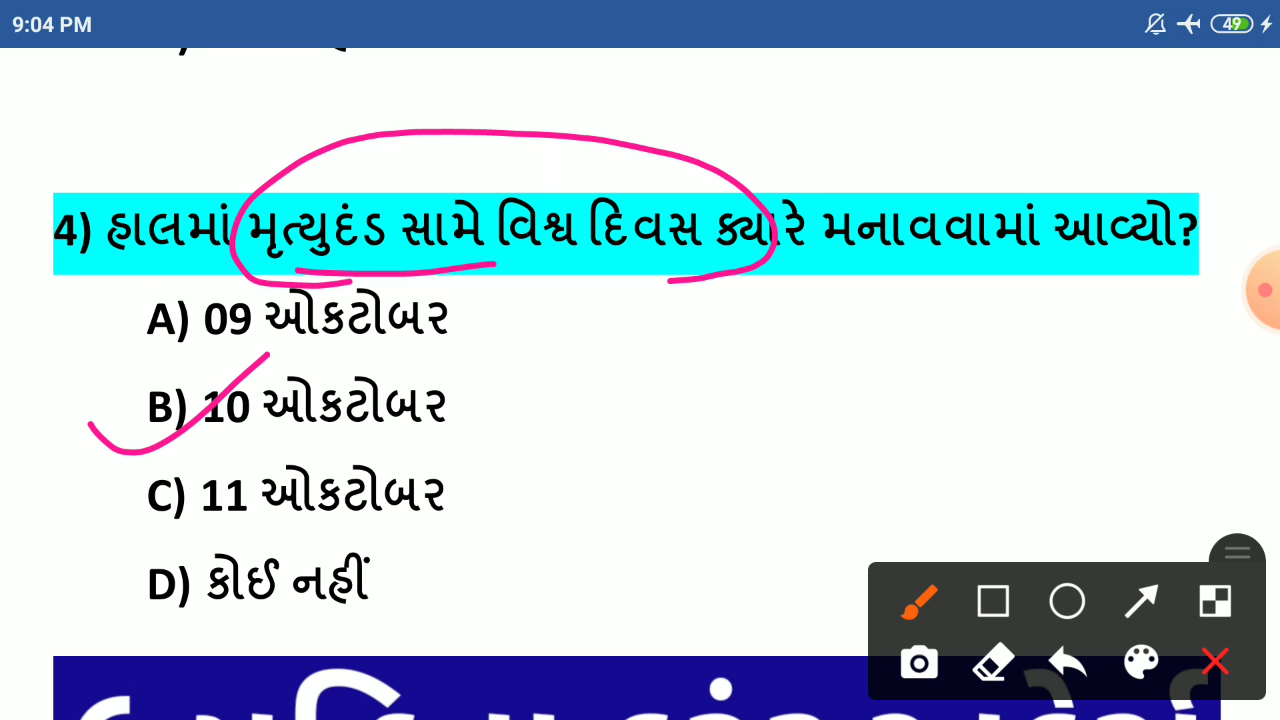 9:04 PM
49
4) હાલમાં મૃત્યુદંડ સામે વિશ્વ દિવસ ક્યારે મનાવવામાં આવ્યો?
A) 09 ઓકટોબર
B) 10 ઓકટોબર
C) 11 ઓકટોબર
D) કોઈ નહીં